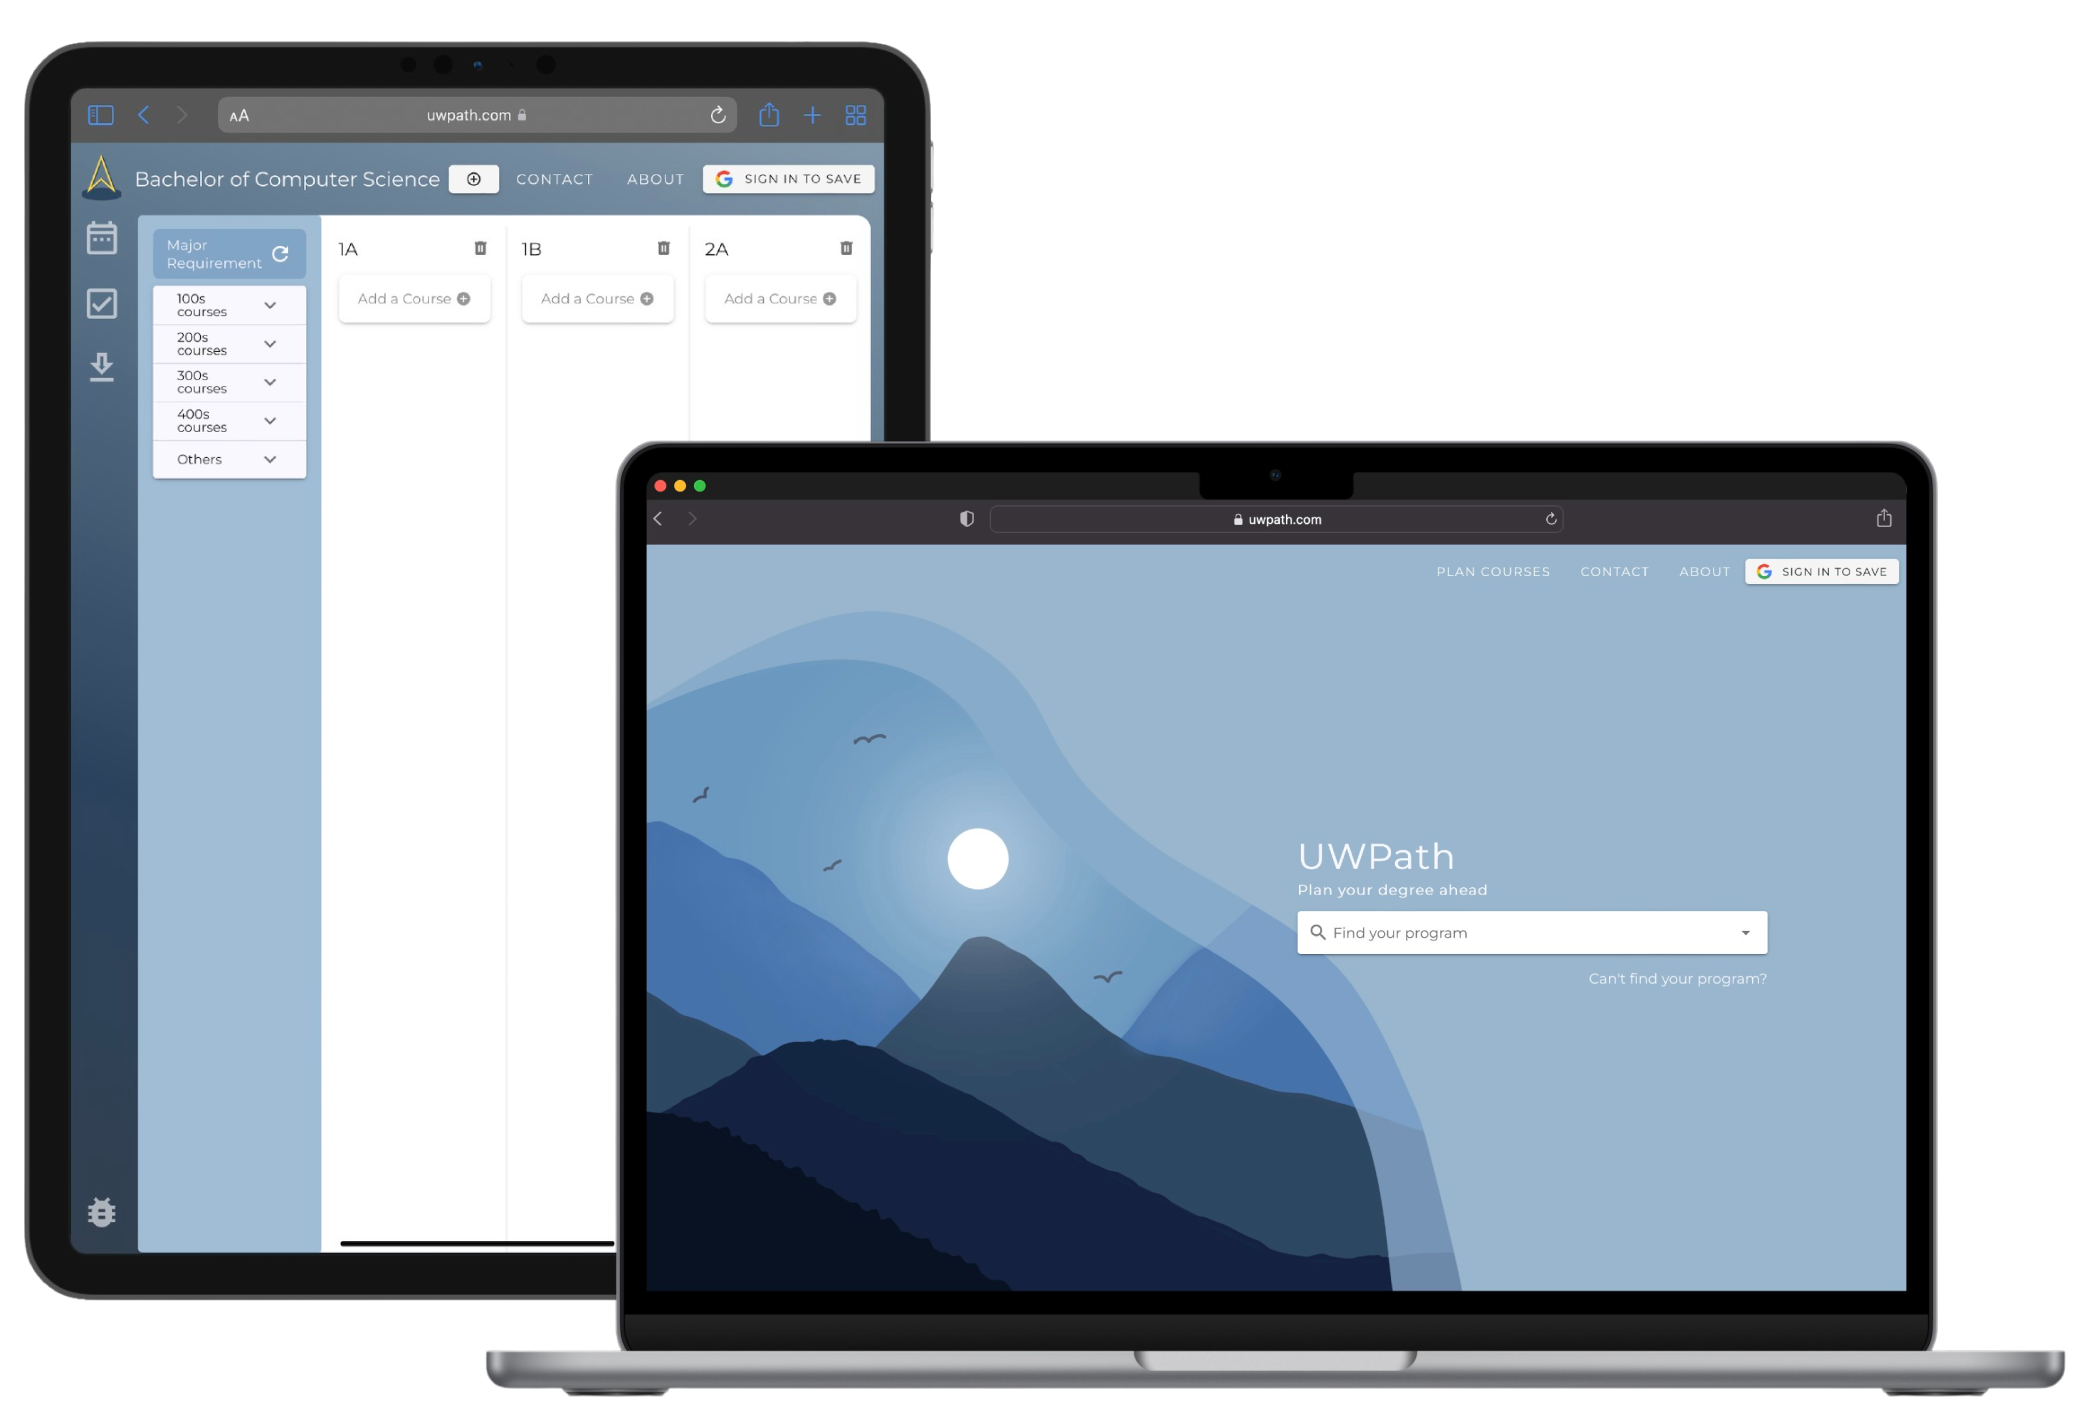 AA
uwpath.com
Bachelor of Computer Science
CONTACT
ABOUT
G SIGN IN TO SAVE
Major
Requirement
100s
courses
200s
courses
300s
courses
400s
courses
Others
1A
Add a Course
1B
Add a Course
2A
Add a Course
uwpath.com
PLAN COURSES
CONTACT
ABOUT
G SIGN IN TO SAVE
UWPath
Plan your degree ahead
Find your program
Can't find your program?